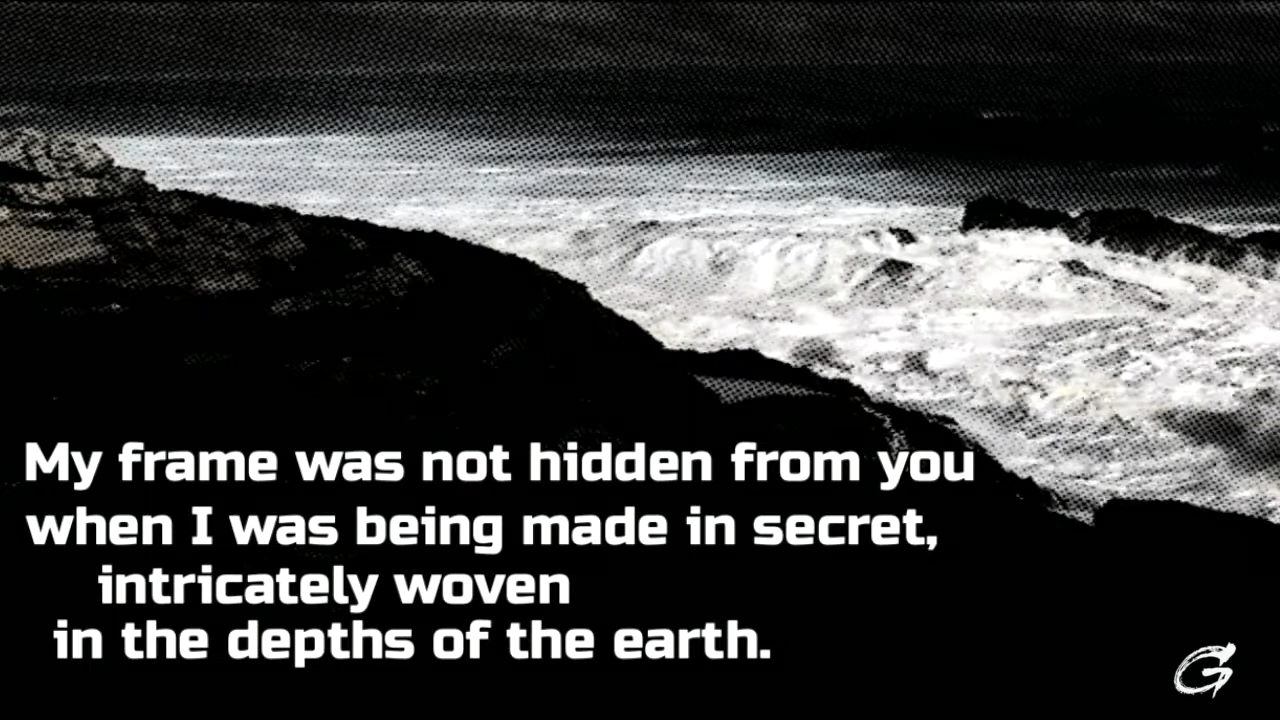 My frame was not hidden from you
when I was being made in secret,
intricately woven
in the depths of the earth.
G